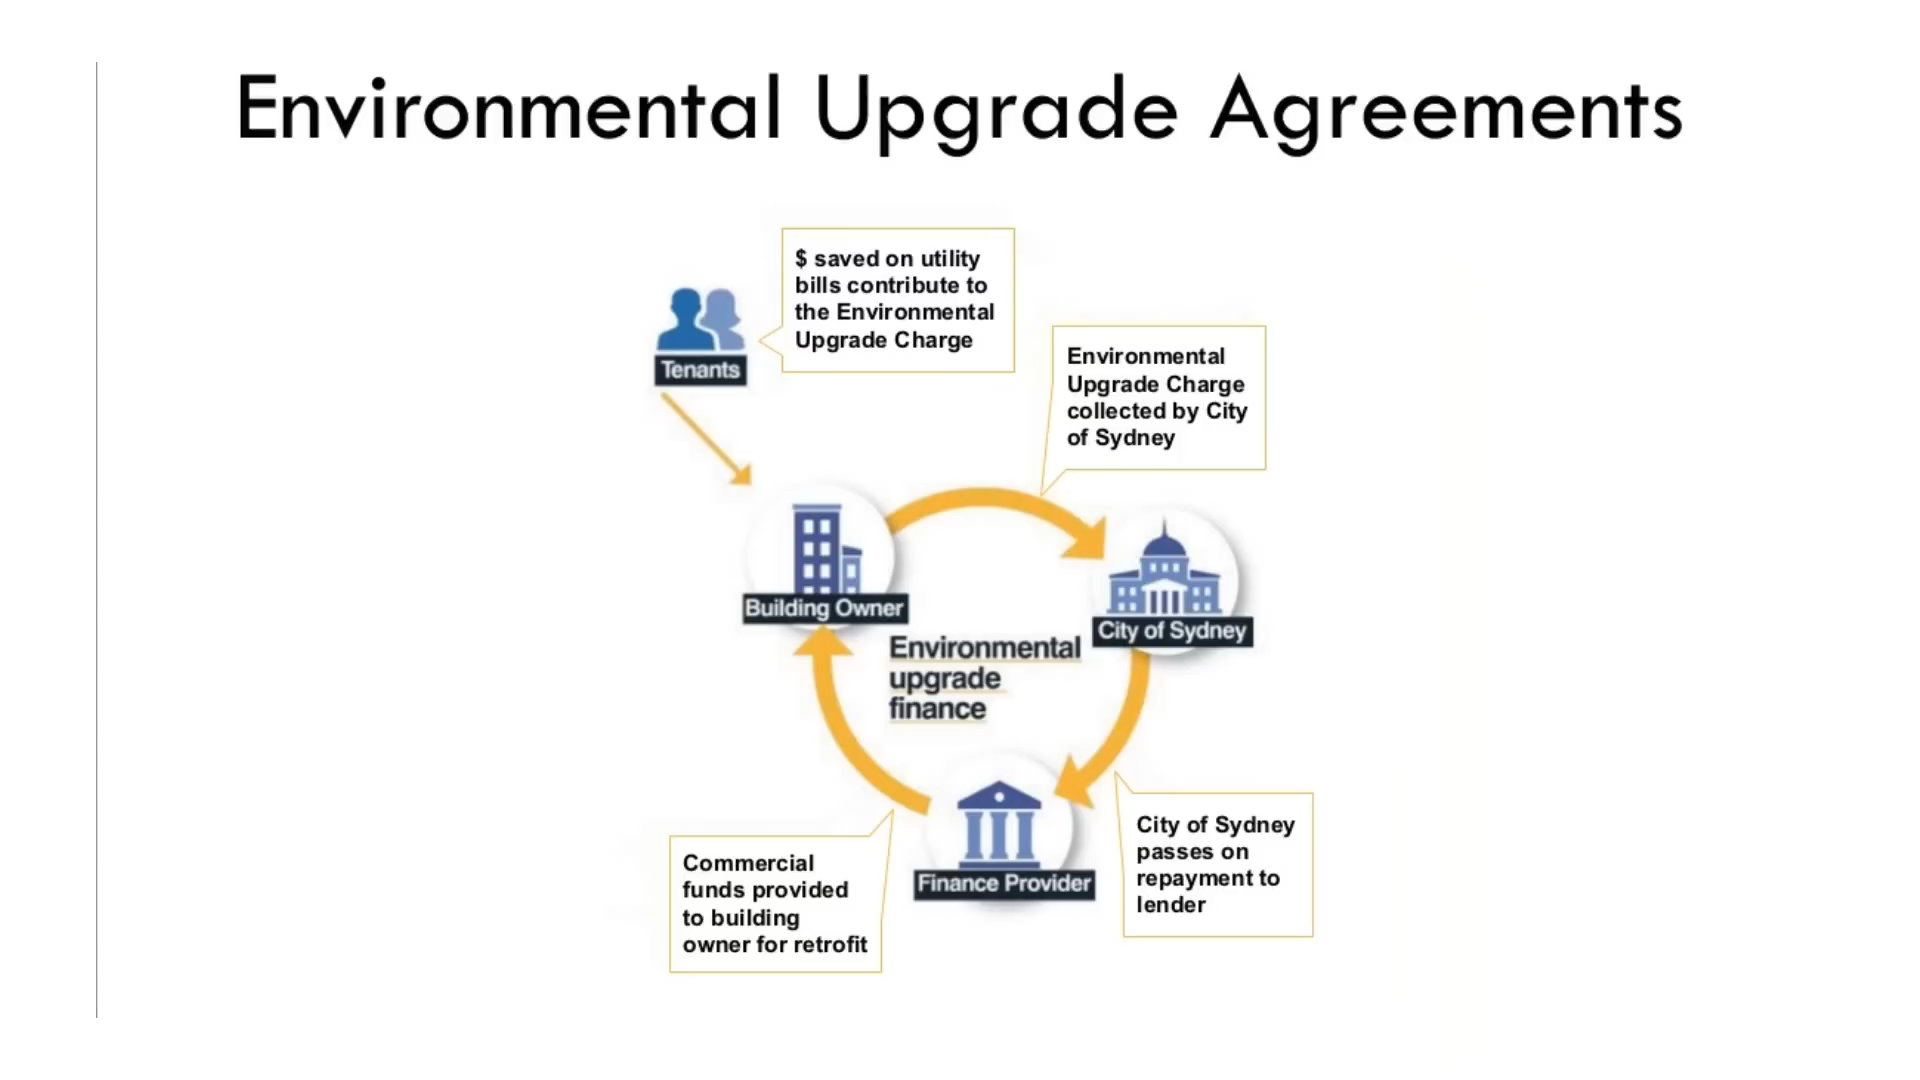 Environmental Upgrade Agreements
$ saved on utility
bills contribute to
the Environmental
Upgrade Charge
Tenants
Environmental
Upgrade Charge
collected by City
of Sydney
Building Owner
City of Sydney
Environmental
upgrade
finance
Finance Provider
City of Sydney
passes on
repayment to
lender
Commercial
funds provided
to building
owner for retrofit